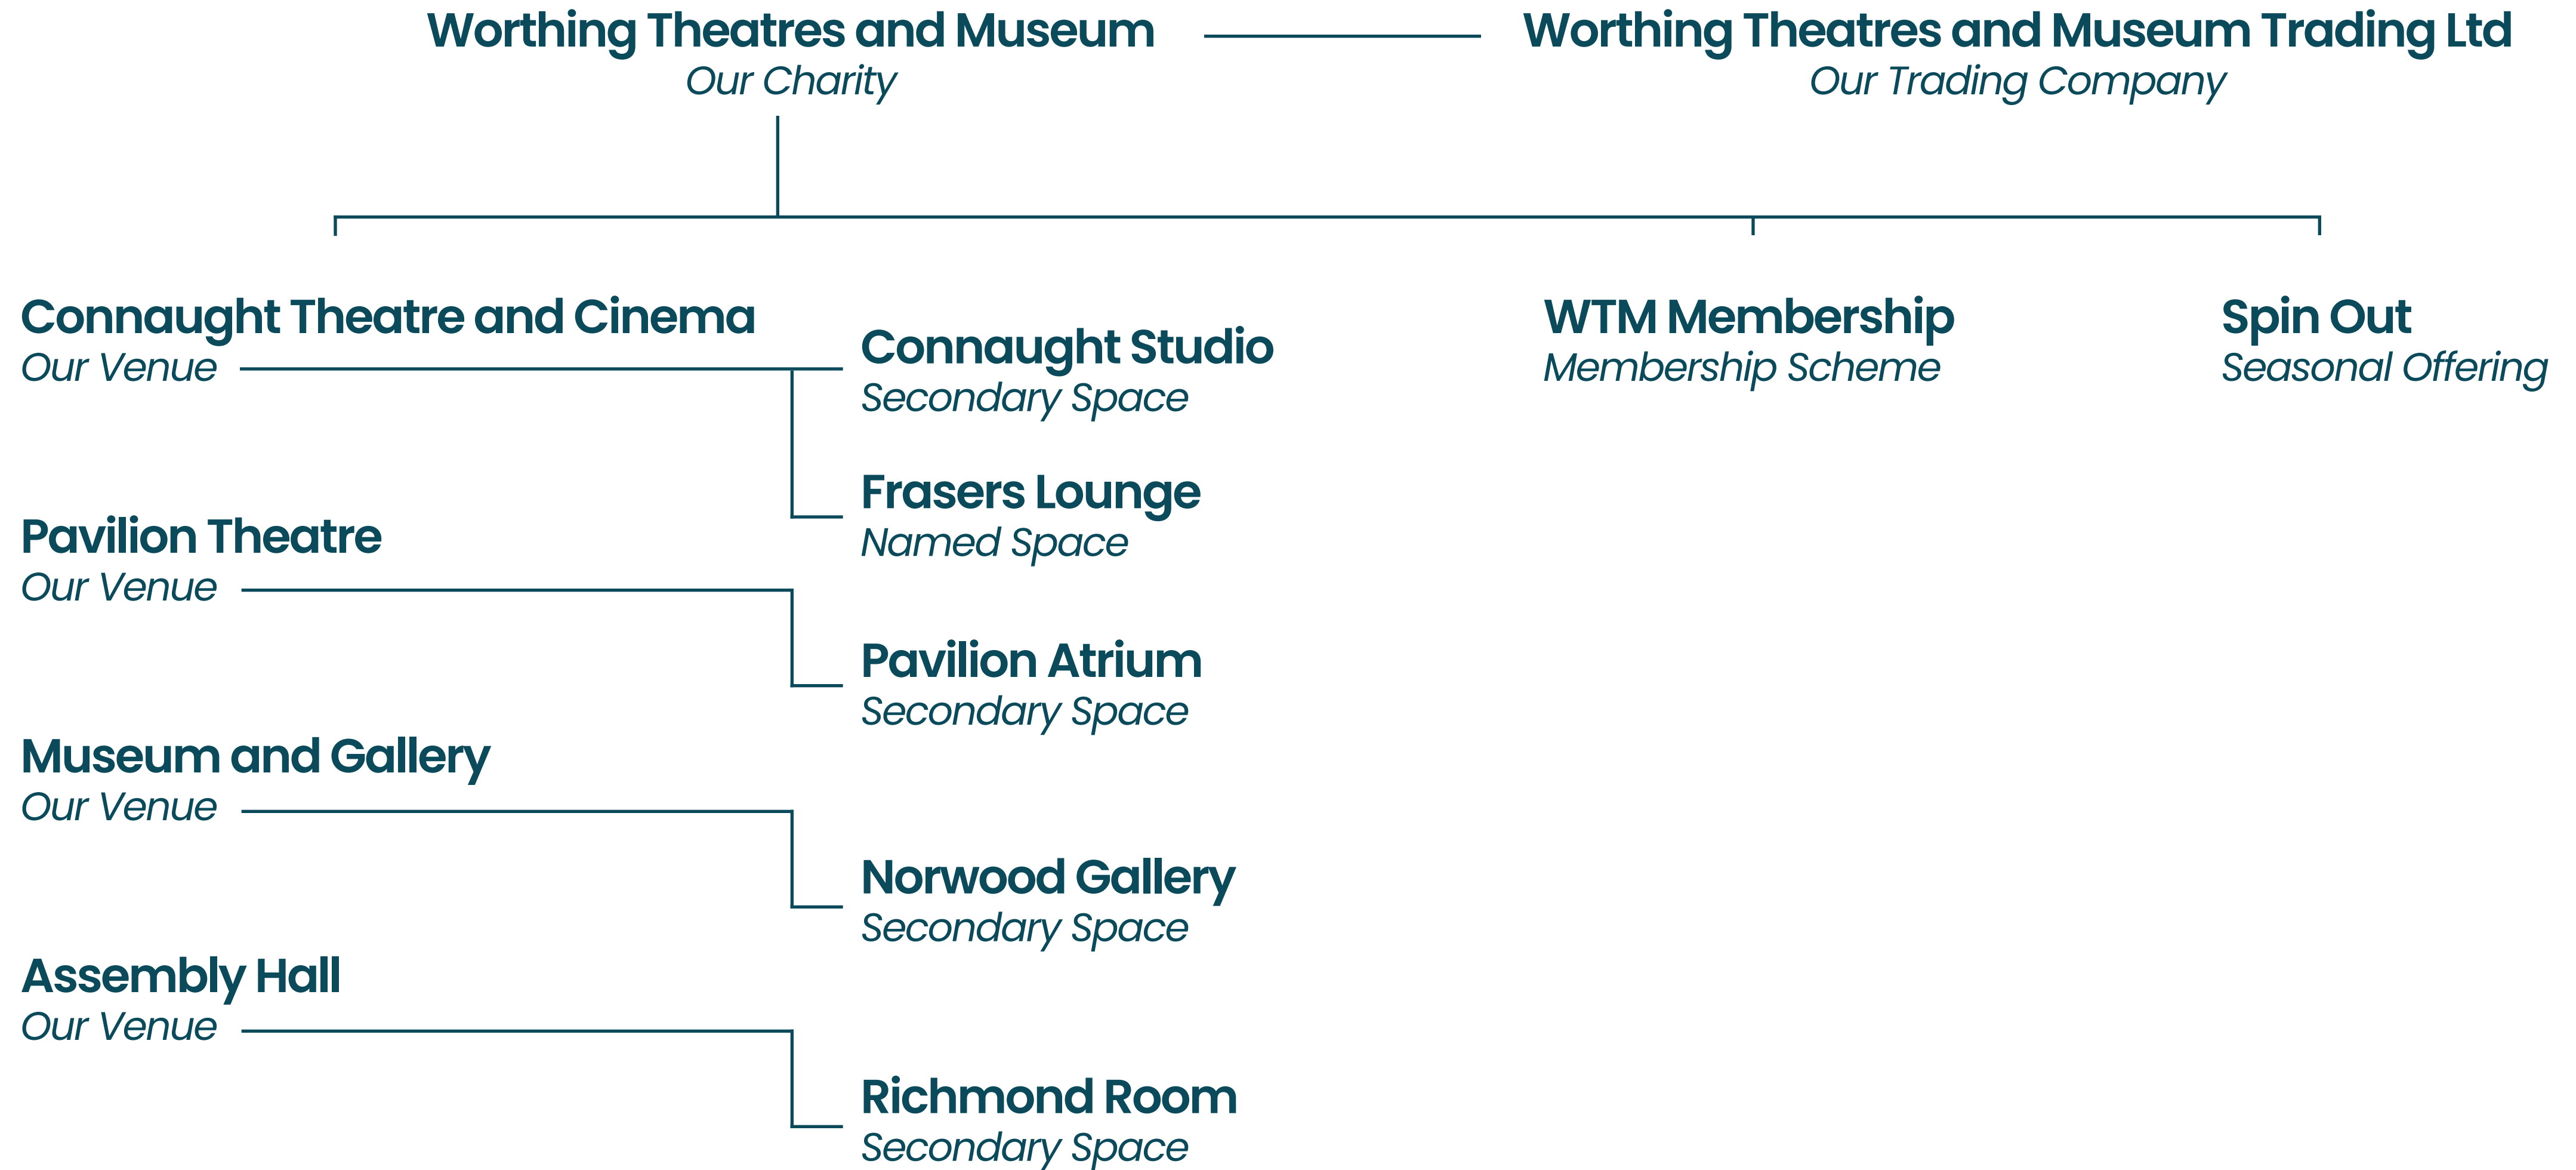 Worthing Theatres and Museum
Our Charity
Worthing Theatres and Museum Trading Ltd
Our Trading Company
Connaught Theatre and Cinema
Our Venue
Connaught Studio
Secondary Space
Frasers Lounge
Named Space
Pavilion Theatre
Our Venue
Pavilion Atrium
Secondary Space
Museum and Gallery
Our Venue
Norwood Gallery
Secondary Space
Assembly Hall
Our Venue
Richmond Room
Secondary Space
WTM Membership
Membership Scheme
Spin Out
Seasonal Offering